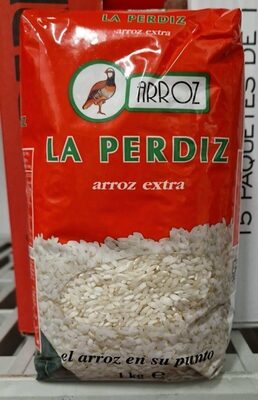 LA PERDIZ
arroz extra
ARROZ
LA PERDIZ
arroz extra
el arroz en su punto
1 kg e
15 PAQUETES DE 1